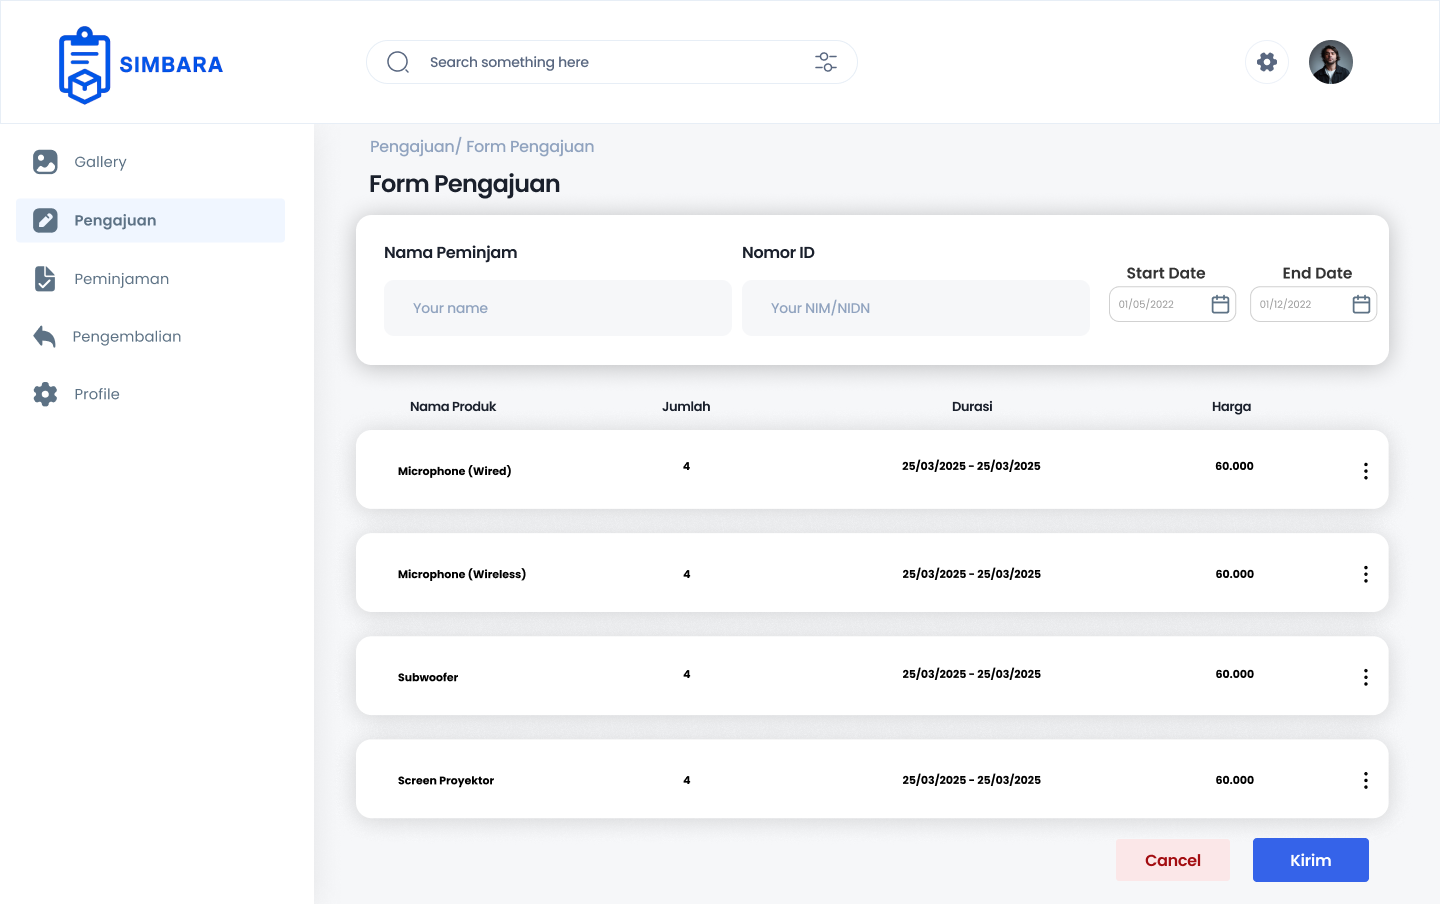 SIMBARA
Search something here
Gallery
Pengajuan
Peminjaman
Pengembalian
Profile
Pengajuan/ Form Pengajuan
Form Pengajuan
Nama Peminjam
Nomor ID
Start Date
End Date
Your name
Your NIM/NIDN
01/05/2022
01/12/2022
Nama Produk Jumlah Durasi Harga
Microphone (Wired) 4 25/03/2025 - 25/03/2025 60.000
Microphone (Wireless) 4 25/03/2025 - 25/03/2025 60.000
Subwoofer 4 25/03/2025 - 25/03/2025 60.000
Screen Proyektor 4 25/03/2025 - 25/03/2025 60.000
Cancel
Kirim